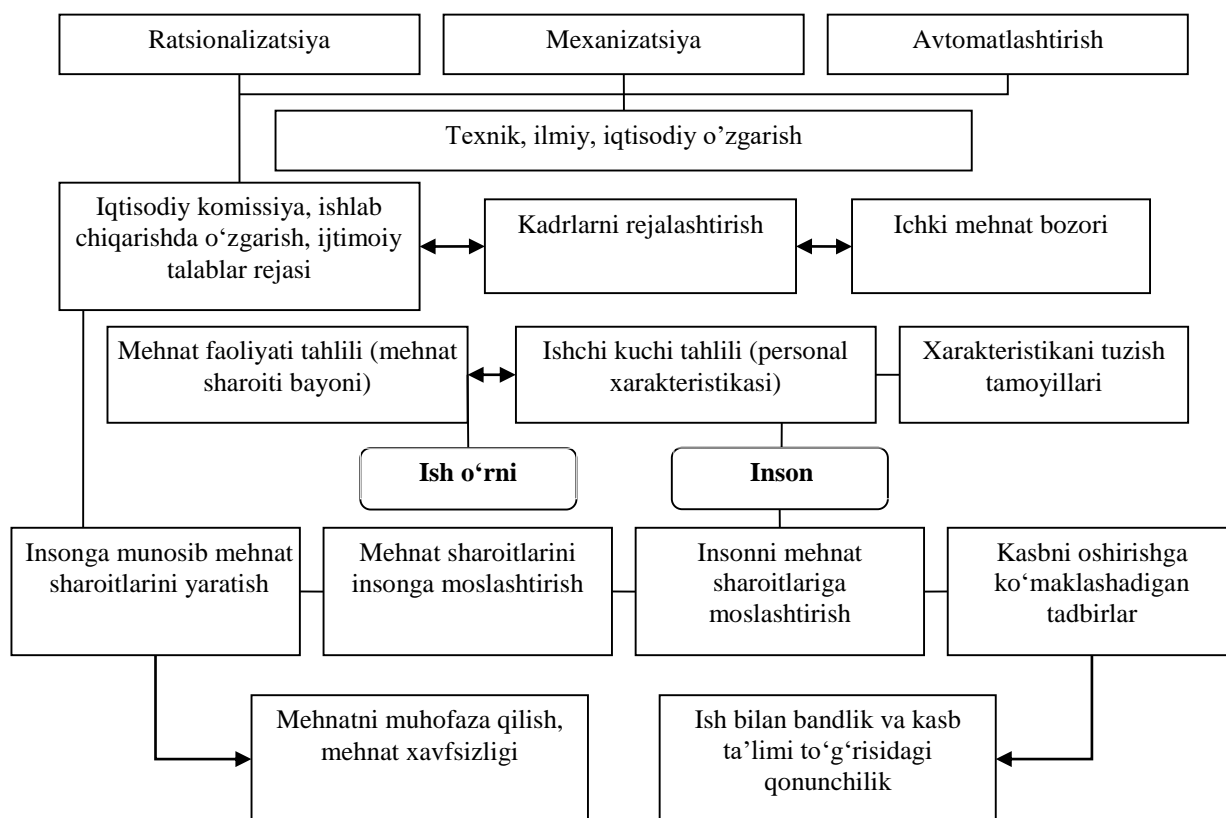 Ratsionalizatsiya
Mexanizatsiya
Avtomatlashtirish
Texnik, ilmiy, iqtisodiy o’zgarish
Iqtisodiy komissiya, ishlab
chiqarishda o‘zgarish, ijtimoiy
talablar rejasi
Kadrlarni rejalashtirish
Ichki mehnat bozori
Mehnat faoliyati tahlili (mehnat
sharoiti bayoni)
Ishchi kuchi tahlili (personal
xarakteristikasi)
Xarakteristikani tuzish
tamoyillari
Ish o‘rni
Inson
Insonga munosib mehnat
sharoitlarini yaratish
Mehnat sharoitlarini
insonga moslashtirish
Insonni mehnat
sharoitlariga
moslashtirish
Kasbni oshirishga
ko‘maklashadigan
tadbirlar
Mehnatni muhofaza qilish,
mehnat xavfsizligi
Ish bilan bandlik va kasb
ta’limi to‘g‘risidagi
qonunchilik